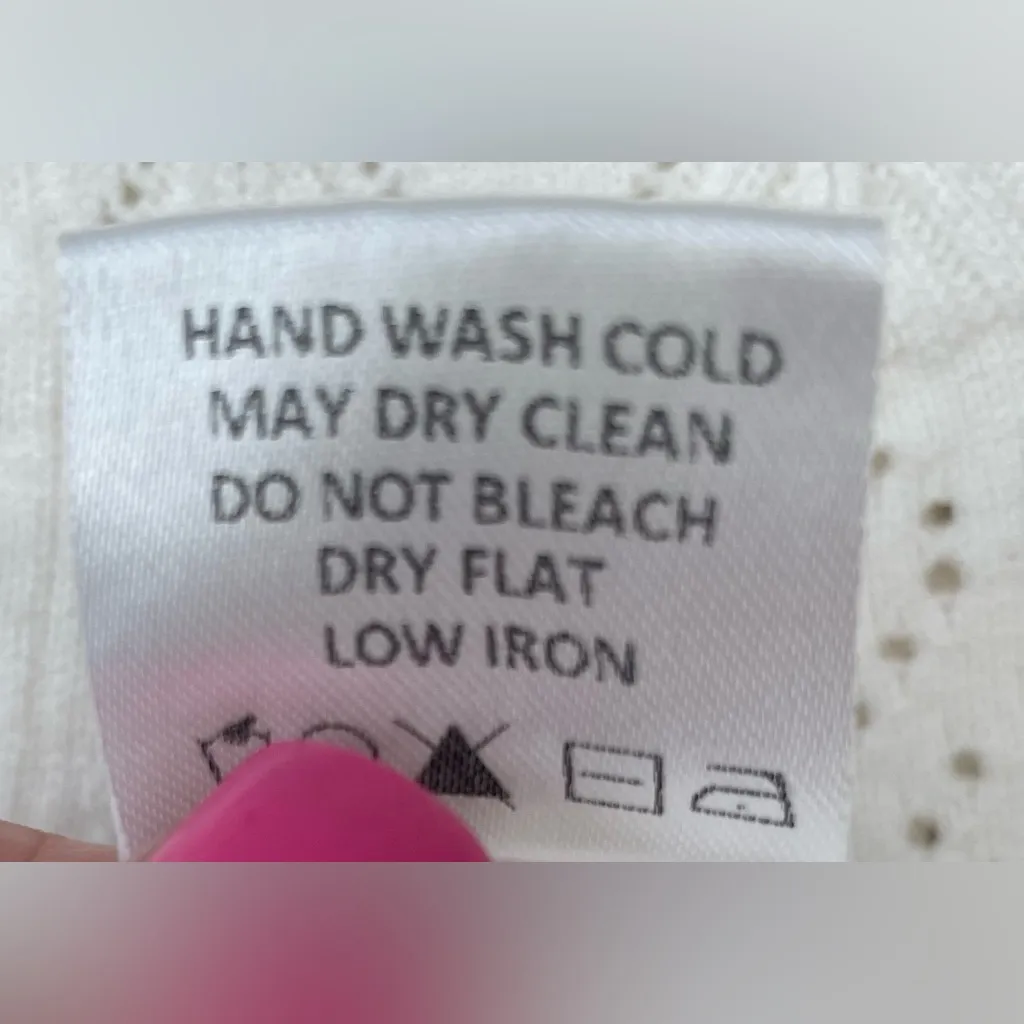 HAND WASH COLD
MAY DRY CLEAN
DO NOT BLEACH
DRY FLAT
LOW IRON